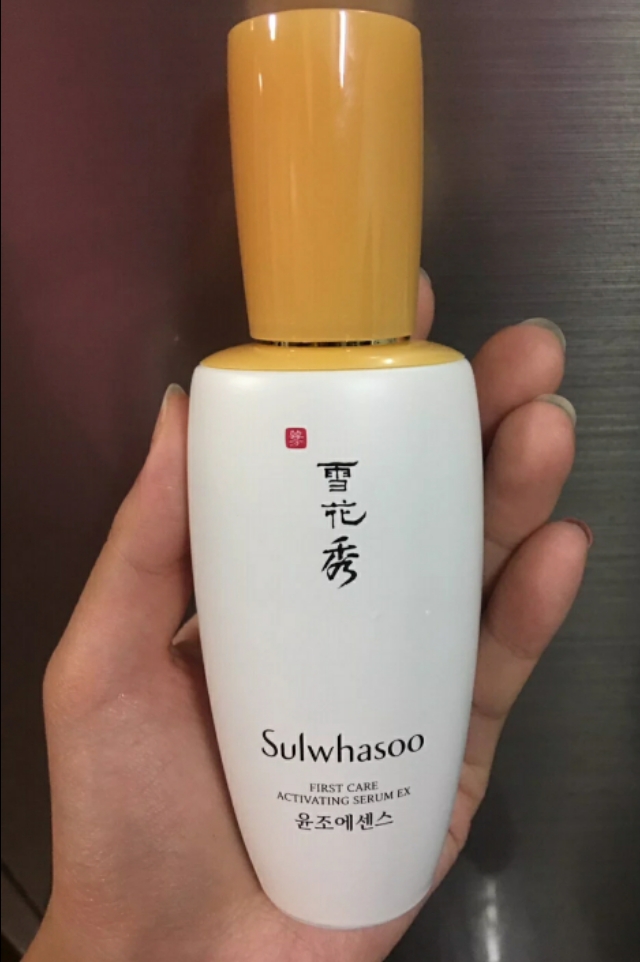 雪
花
秀
Sulwhasoo
FIRST CARE
ACTIVATING SERUM EX
윤조에센스